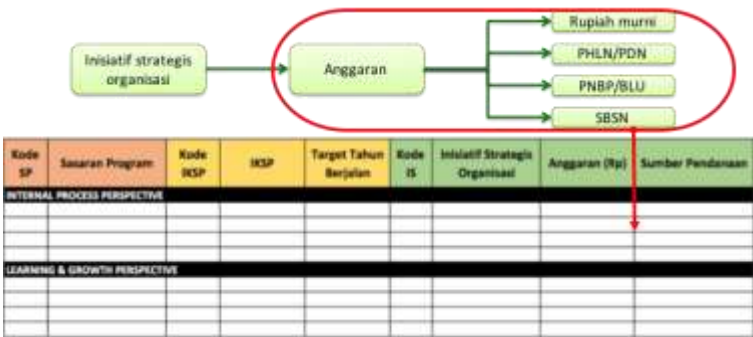 Rupiah murni
Inisiatif strategis
organisasi
Anggaran
PHLN/PDN
PNBP/BLU
SBSN
Kode
SP
Sasaran Program
Kode
IKSP
IKSP
Target Tahun
Berjalan
Kode
IS
Inisiatif Strategis
Organisasi
Anggaran (Rp)
Sumber Pendanaan
INTERNAL PROCESS PERSPECTIVE
LEARNING & GROWTH PERSPECTIVE